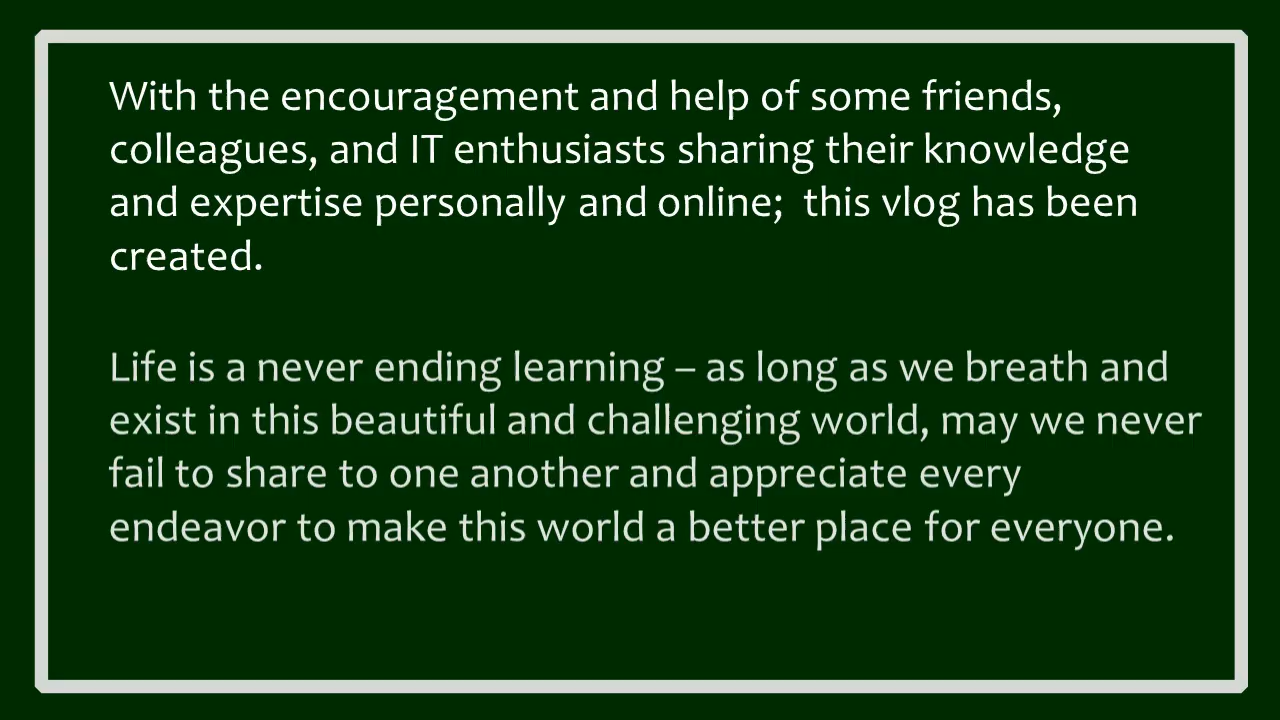 With the encouragement and help of some friends,
colleagues, and IT enthusiasts sharing their knowledge
and expertise personally and online;  this vlog has been
created.
Life is a never ending learning – as long as we breath and
exist in this beautiful and challenging world, may we never
fail to share to one another and appreciate every
endeavor to make this world a better place for everyone.